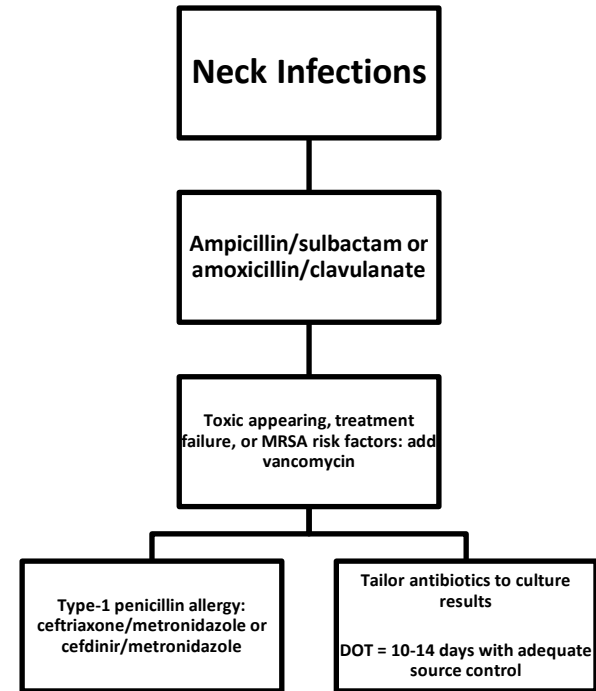 Neck Infections
Ampicillin/sulbactam or
amoxicillin/clavulanate
Toxic appearing, treatment
failure, or MRSA risk factors: add
vancomycin
Type-1 penicillin allergy:
ceftriaxone/metronidazole or
cefdinir/metronidazole
Tailor antibiotics to culture
results
DOT = 10-14 days with adequate
source control